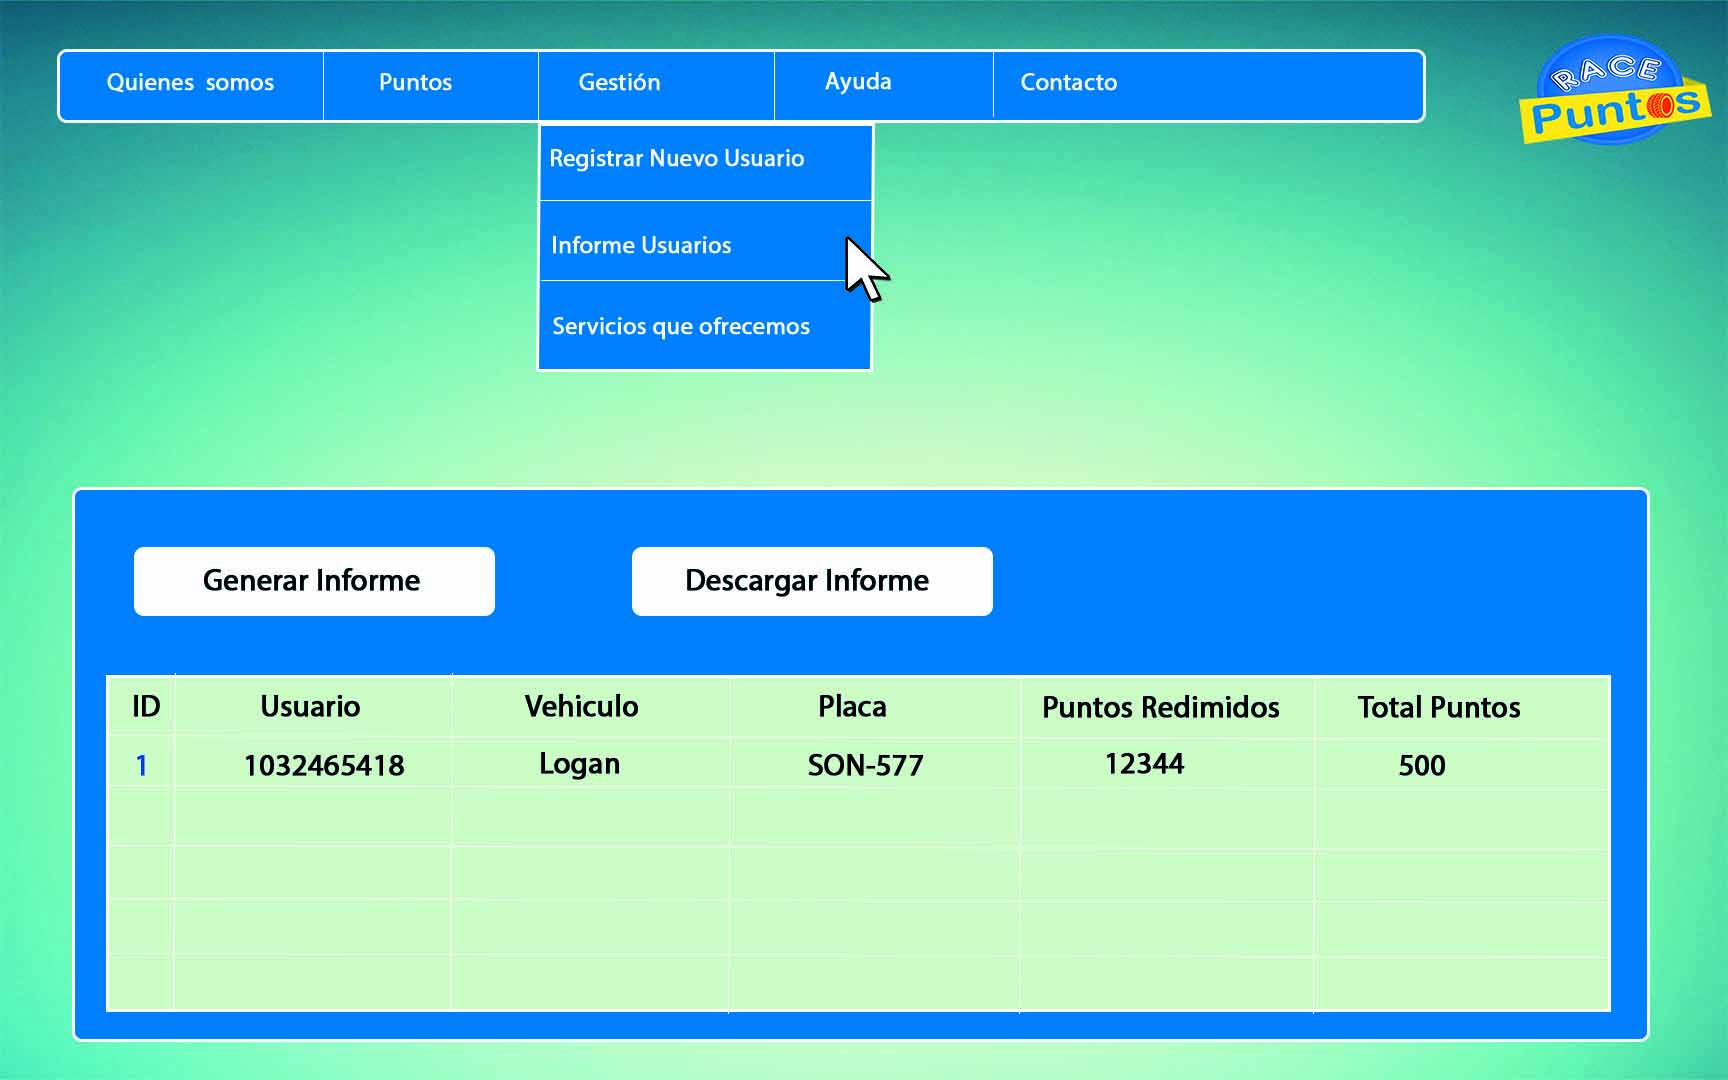 Quienes somos
Puntos
Gestión
Ayuda
Contacto
RACE
Puntos
Registrar Nuevo Usuario
Informe Usuarios
Servicios que ofrecemos
Generar Informe
Descargar Informe
ID Usuario Vehiculo Placa Puntos Redimidos Total Puntos
1 1032465418 Logan SON-577 12344 500